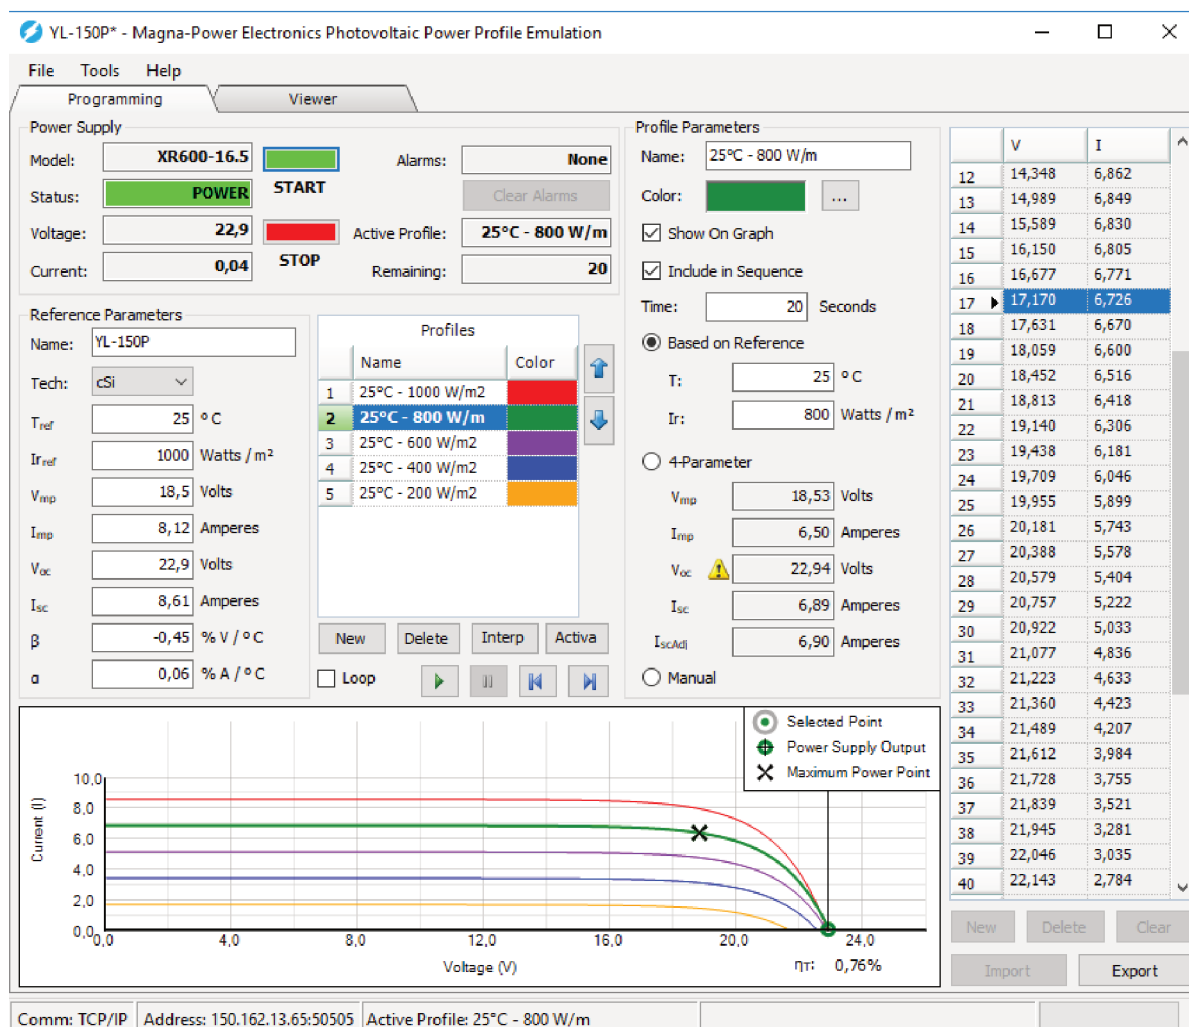 YL-150P* - Magna-Power Electronics Photovoltaic Power Profile Emulation
File Tools Help
Programming Viewer
Power Supply
Model: XR600-16.5 START Alarms: None
Status: POWER Clear Alarms
Voltage: 22,9 STOP Active Profile: 25°C - 800 W/m
Current: 0,04 Remaining: 20
Reference Parameters
Name: YL-150P
Tech: cSi
Tref 25 °C
Irref 1000 Watts / m²
Vmp 18,5 Volts
Imp 8,12 Amperes
Voc 22,9 Volts
Isc 8,61 Amperes
β -0,45 % V / °C
α 0,06 % A / °C
Profiles
Name Color
1 25°C - 1000 W/m2
2 25°C - 800 W/m
3 25°C - 600 W/m2
4 25°C - 400 W/m2
5 25°C - 200 W/m2
New Delete Interp Activa
Loop
Profile Parameters
Name: 25°C - 800 W/m
Color: ...
Show On Graph
Include in Sequence
Time: 20 Seconds
Based on Reference
T: 25 °C
Ir: 800 Watts / m²
4-Parameter
Vmp 18,53 Volts
Imp 6,50 Amperes
Voc 22,94 Volts
Isc 6,89 Amperes
IscAdj 6,90 Amperes
Manual
V I
12 14,348 6,862
13 14,989 6,849
14 15,589 6,830
15 16,150 6,805
16 16,677 6,771
17 17,170 6,726
18 17,631 6,670
19 18,059 6,600
20 18,452 6,516
21 18,813 6,418
22 19,140 6,306
23 19,438 6,181
24 19,709 6,046
25 19,955 5,899
26 20,181 5,743
27 20,388 5,578
28 20,579 5,404
29 20,757 5,222
30 20,922 5,033
31 21,077 4,836
32 21,223 4,633
33 21,360 4,423
34 21,489 4,207
35 21,612 3,984
36 21,728 3,755
37 21,839 3,521
38 21,945 3,281
39 22,046 3,035
40 22,143 2,784
New Delete Clear
Import Export
Selected Point
Power Supply Output
Maximum Power Point
Current (I)
10,0
8,0
6,0
4,0
2,0
0,0
0,0 4,0 8,0 12,0 16,0 20,0 24,0
Voltage (V)
ηT: 0,76%
Comm: TCP/IP Address: 150.162.13.65:50505 Active Profile: 25°C - 800 W/m